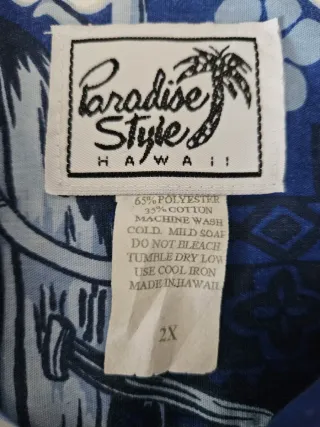 Paradise
Style
HAWAII
65% POLYESTER
35% COTTON
MACHINE WASH
COLD. MILD SOAP
DO NOT BLEACH
TUMBLE DRY LOW
USE COOL IRON
MADE IN HAWAII
2X